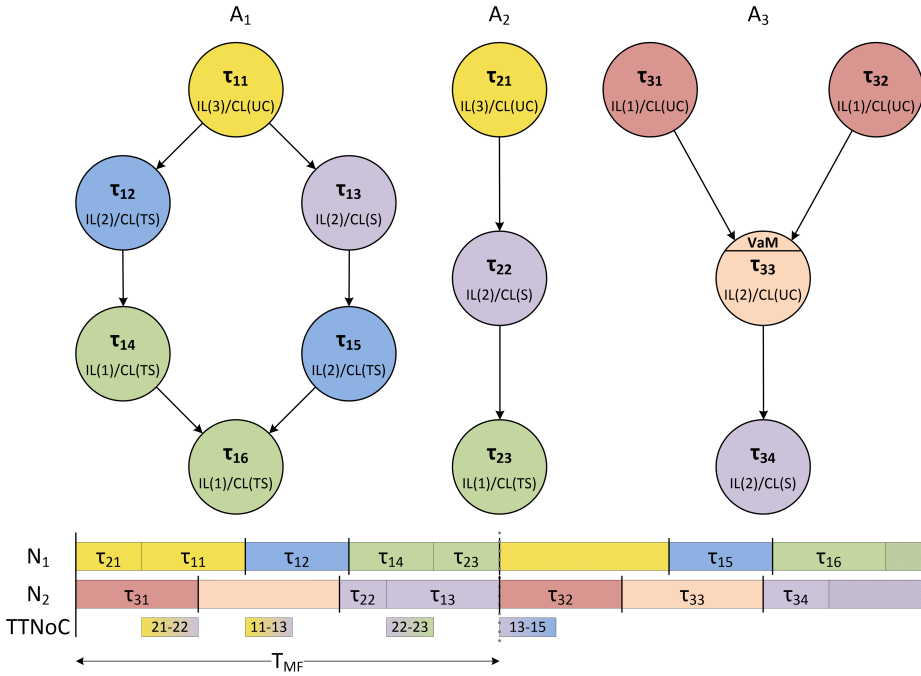 A1 A2 A3
τ11
IL(3)/CL(UC)
τ21
IL(3)/CL(UC)
τ31
IL(1)/CL(UC)
τ32
IL(1)/CL(UC)
τ12
IL(2)/CL(TS)
τ13
IL(2)/CL(S)
τ22
IL(2)/CL(S)
VaM
τ33
IL(2)/CL(UC)
τ14
IL(1)/CL(TS)
τ15
IL(2)/CL(TS)
τ16
IL(1)/CL(TS)
τ23
IL(1)/CL(TS)
τ34
IL(2)/CL(S)
N1 τ21 τ11 τ12 τ14 τ23 τ15 τ16
N2 τ31 τ22 τ13 τ32 τ33 τ34
TTNoC 21-22 11-13 22-23 13-15
TMF